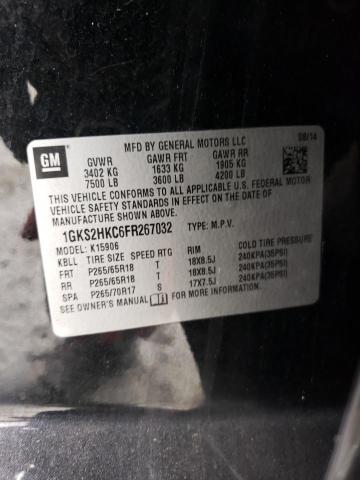 MFD BY GENERAL MOTORS LLC 08/14
GM
GVWR GAWR FRT GAWR RR
3402 KG 1633 KG 1905 KG
7500 LB 3600 LB 4200 LB
THIS VEHICLE CONFORMS TO ALL APPLICABLE U.S. FEDERAL MOTOR
VEHICLE SAFETY STANDARDS IN EFFECT ON THE DATE OF
MANUFACTURE SHOWN ABOVE.
1GKS2HKC6FR267032 TYPE: M.P.V.
MODEL: K15906
KBLL TIRE SIZE SPEED RTG RIM COLD TIRE PRESSURE
FRT P265/65R18 T 18X8.5J 240KPA(35PSI)
RR P265/65R18 T 18X8.5J 240KPA(35PSI)
SPA P265/70R17 S 17X7.5J 240KPA(35PSI)
SEE OWNER'S MANUAL FOR MORE INFORMATION.